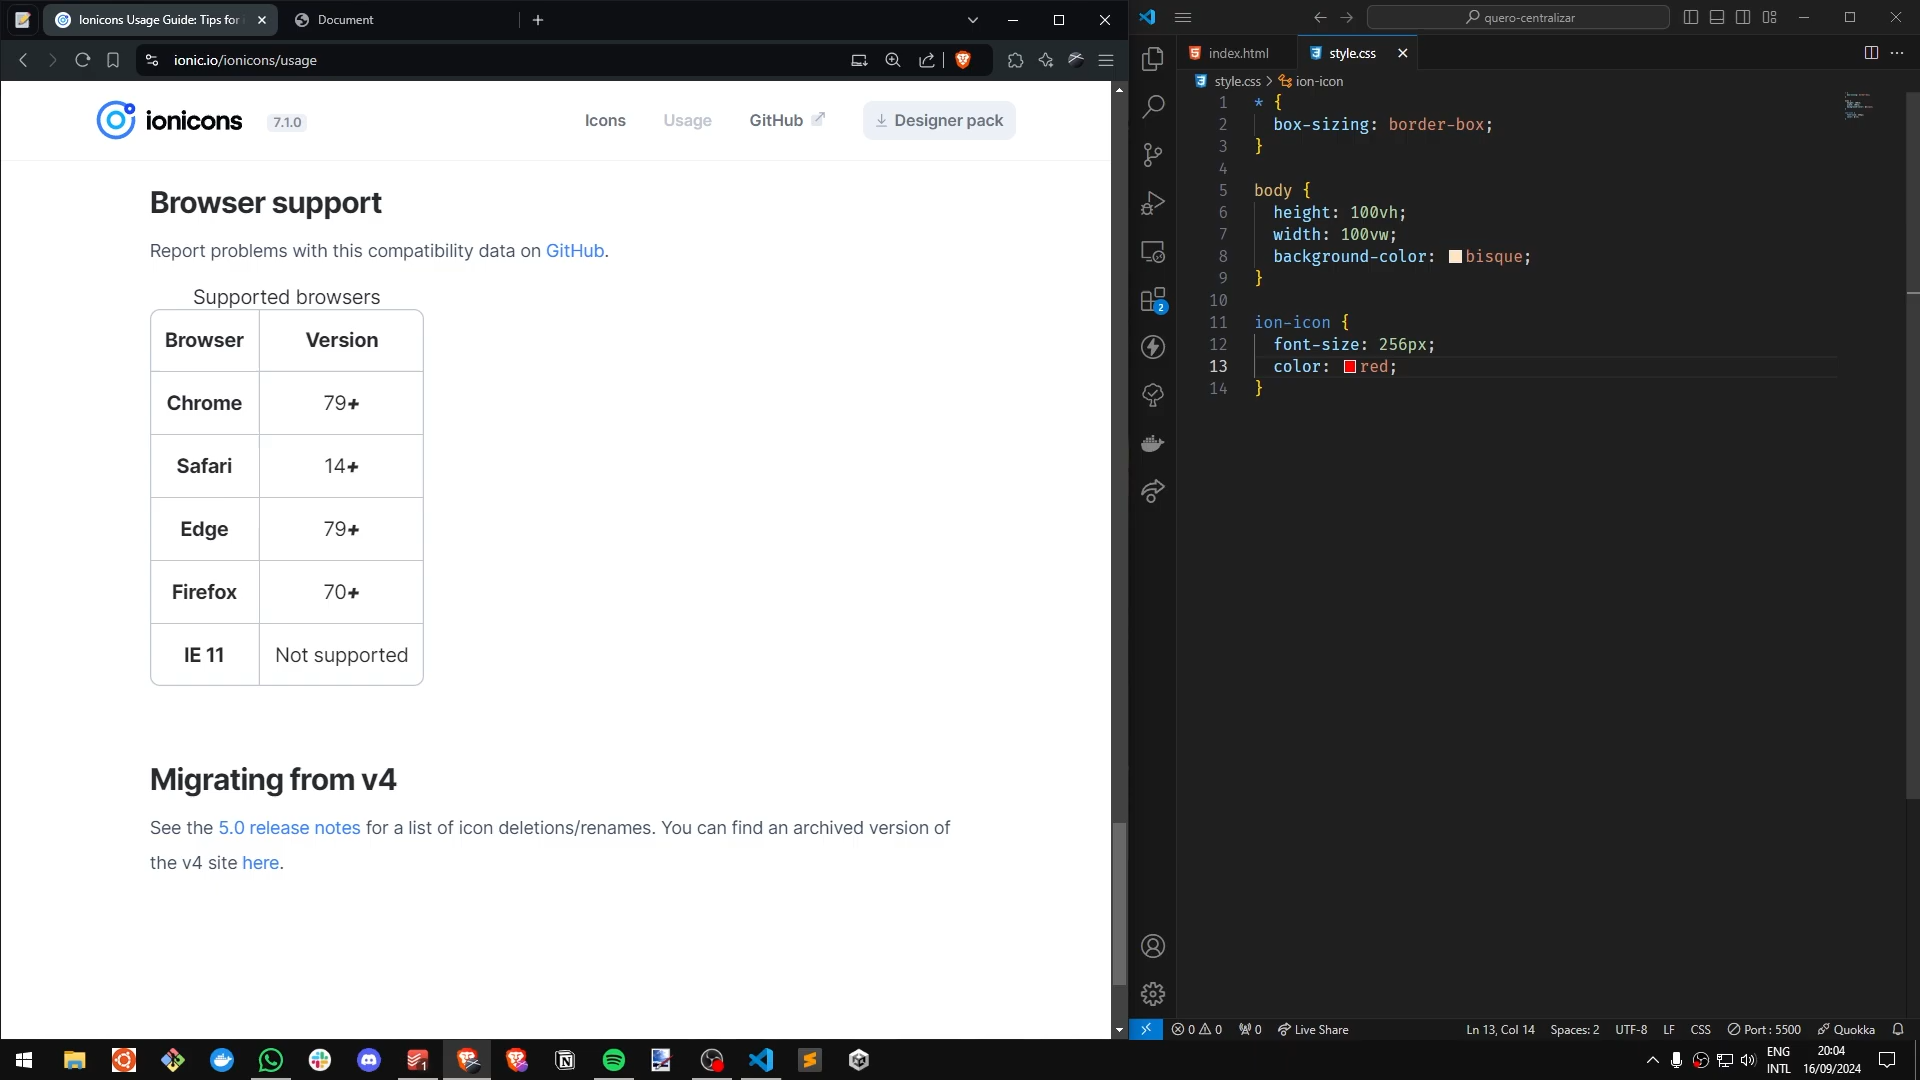 Ionicons Usage Guide: Tips for
Document
ionic.io/ionicons/usage
ionicons 7.1.0
Icons Usage GitHub Designer pack
Browser support
Report problems with this compatibility data on GitHub.
Supported browsers
Browser Version
Chrome 79+
Safari 14+
Edge 79+
Firefox 70+
IE 11 Not supported
Migrating from v4
See the 5.0 release notes for a list of icon deletions/renames. You can find an archived version of
the v4 site here.
quero-centralizar
index.html style.css
style.css > ion-icon
1 * {
2 box-sizing: border-box;
3 }
4
5 body {
6 height: 100vh;
7 width: 100vw;
8 background-color: bisque;
9 }
10
11 ion-icon {
12 font-size: 256px;
13 color: red;
14 }
2
0 0 0 Live Share Ln 13, Col 14 Spaces: 2 UTF-8 LF CSS Port : 5500 Quokka
1
ENG
INTL
20:04
16/09/2024